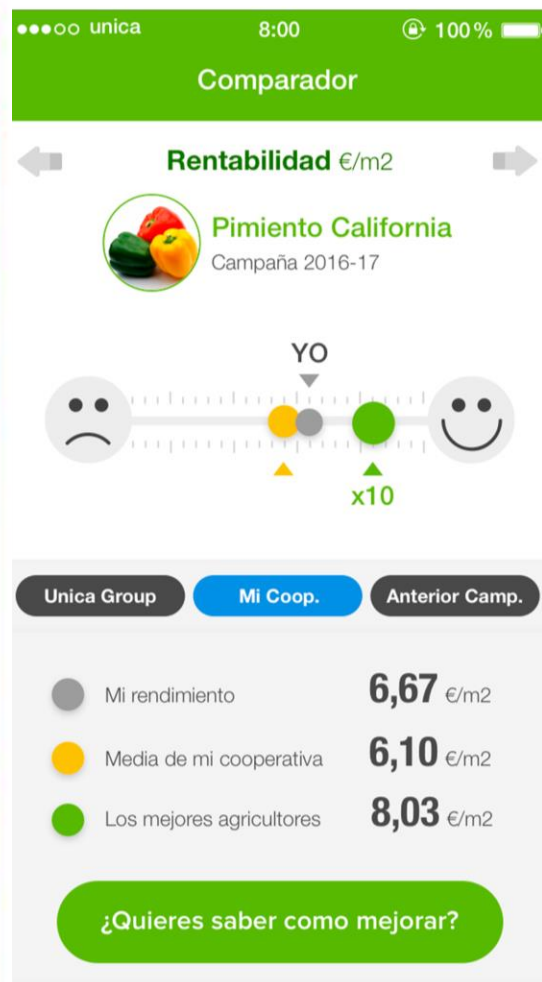 unica 8:00 100%
Comparador
Rentabilidad €/m2
Pimiento California
Campaña 2016-17
YO
x10
Unica Group Mi Coop. Anterior Camp.
Mi rendimiento 6,67 €/m2
Media de mi cooperativa 6,10 €/m2
Los mejores agricultores 8,03 €/m2
¿Quieres saber como mejorar?